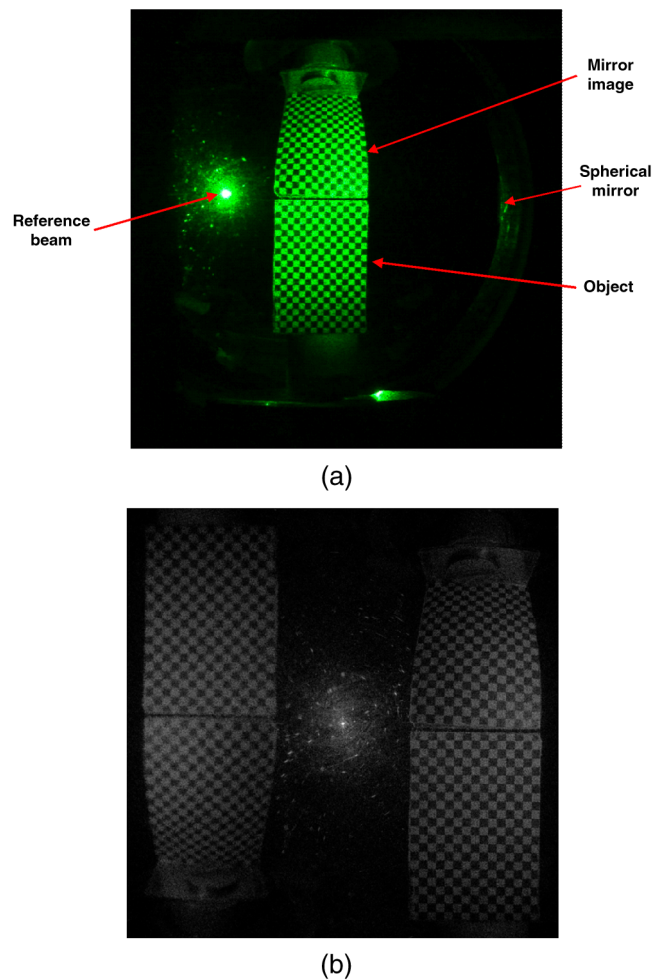 Mirror
image
Spherical
mirror
Reference
beam
Object
(a)
(b)